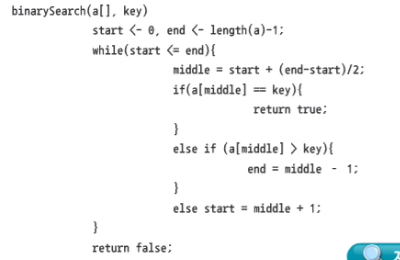 binarySearch(a[], key)
start <- 0, end <- length(a)-1;
while(start <= end){
middle = start + (end-start)/2;
if(a[middle] == key){
return true;
}
else if (a[middle] > key){
end = middle - 1;
}
else start = middle + 1;
}
return false;